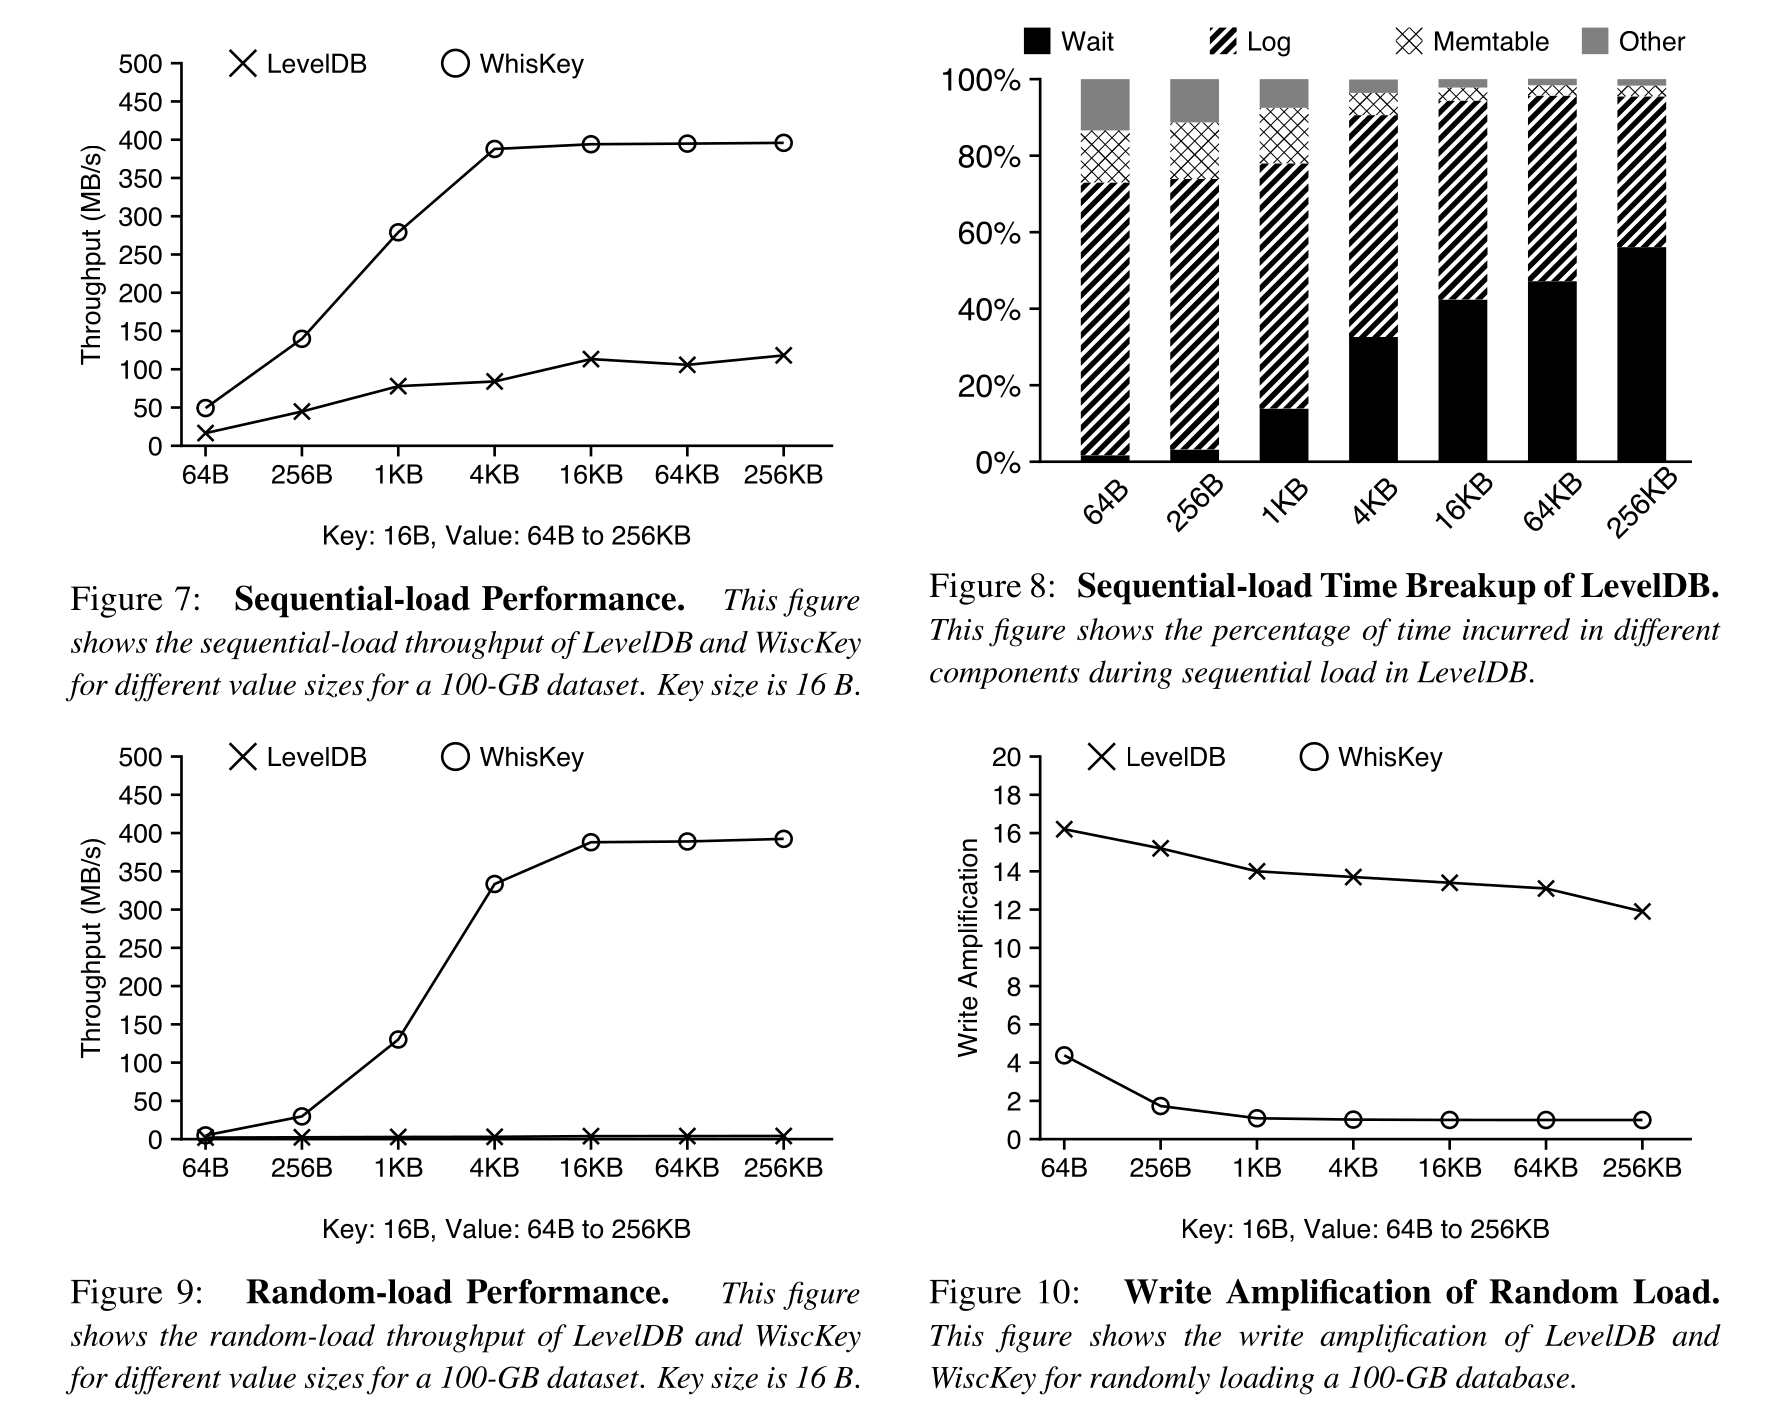 500
450
400
350
300
250
200
150
100
50
0
Throughput (MB/s)
LevelDB
WhisKey
64B 256B 1KB 4KB 16KB 64KB 256KB
Key: 16B, Value: 64B to 256KB
Figure 7: Sequential-load Performance. This figure
shows the sequential-load throughput of LevelDB and WiscKey
for different value sizes for a 100-GB dataset. Key size is 16 B.
Wait Log Memtable Other
100%
80%
60%
40%
20%
0%
64B 256B 1KB 4KB 16KB 64KB 256KB
Figure 8: Sequential-load Time Breakup of LevelDB.
This figure shows the percentage of time incurred in different
components during sequential load in LevelDB.
500
450
400
350
300
250
200
150
100
50
0
Throughput (MB/s)
LevelDB
WhisKey
64B 256B 1KB 4KB 16KB 64KB 256KB
Key: 16B, Value: 64B to 256KB
Figure 9: Random-load Performance. This figure
shows the random-load throughput of LevelDB and WiscKey
for different value sizes for a 100-GB dataset. Key size is 16 B.
20
18
16
14
12
10
8
6
4
2
0
Write Amplification
LevelDB
WhisKey
64B 256B 1KB 4KB 16KB 64KB 256KB
Key: 16B, Value: 64B to 256KB
Figure 10: Write Amplification of Random Load.
This figure shows the write amplification of LevelDB and
WiscKey for randomly loading a 100-GB database.